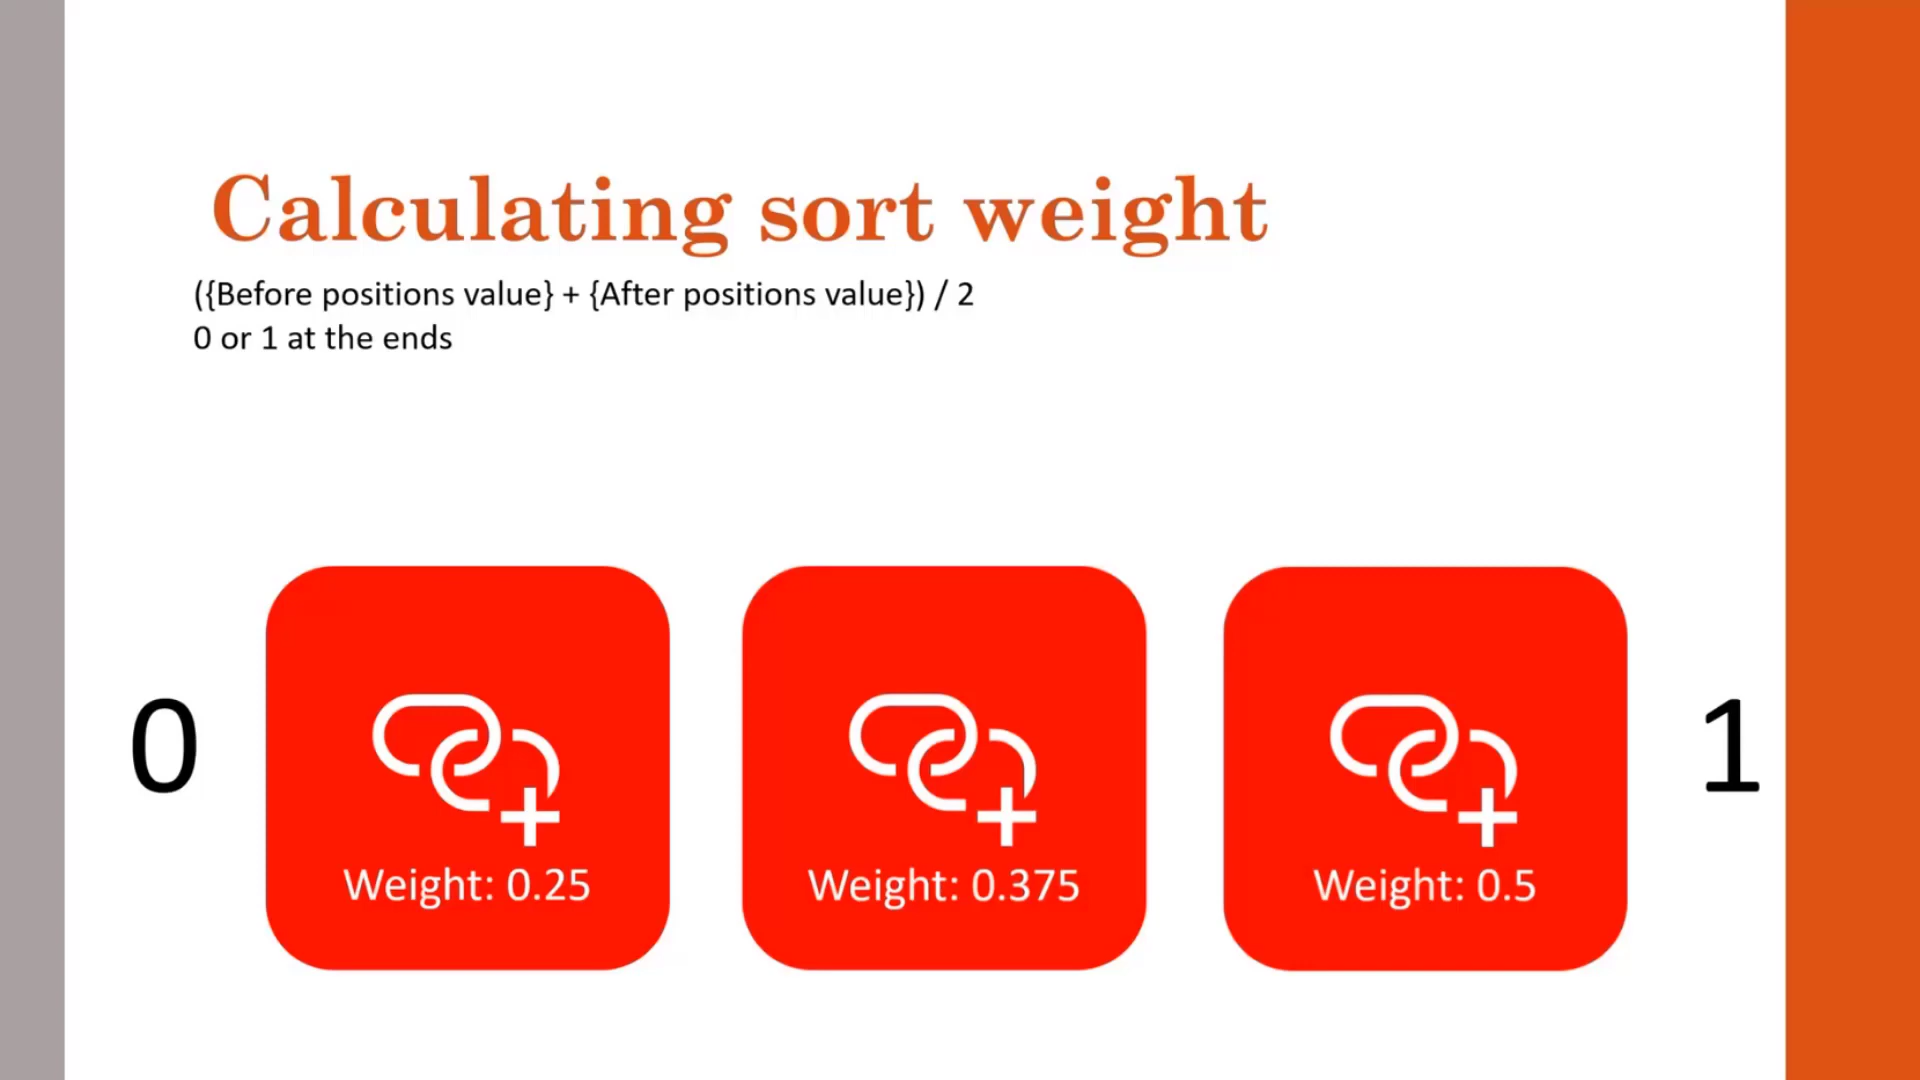 Calculating sort weight
({Before positions value} + {After positions value}) / 2
0 or 1 at the ends
0
Weight: 0.25
Weight: 0.375
Weight: 0.5
1